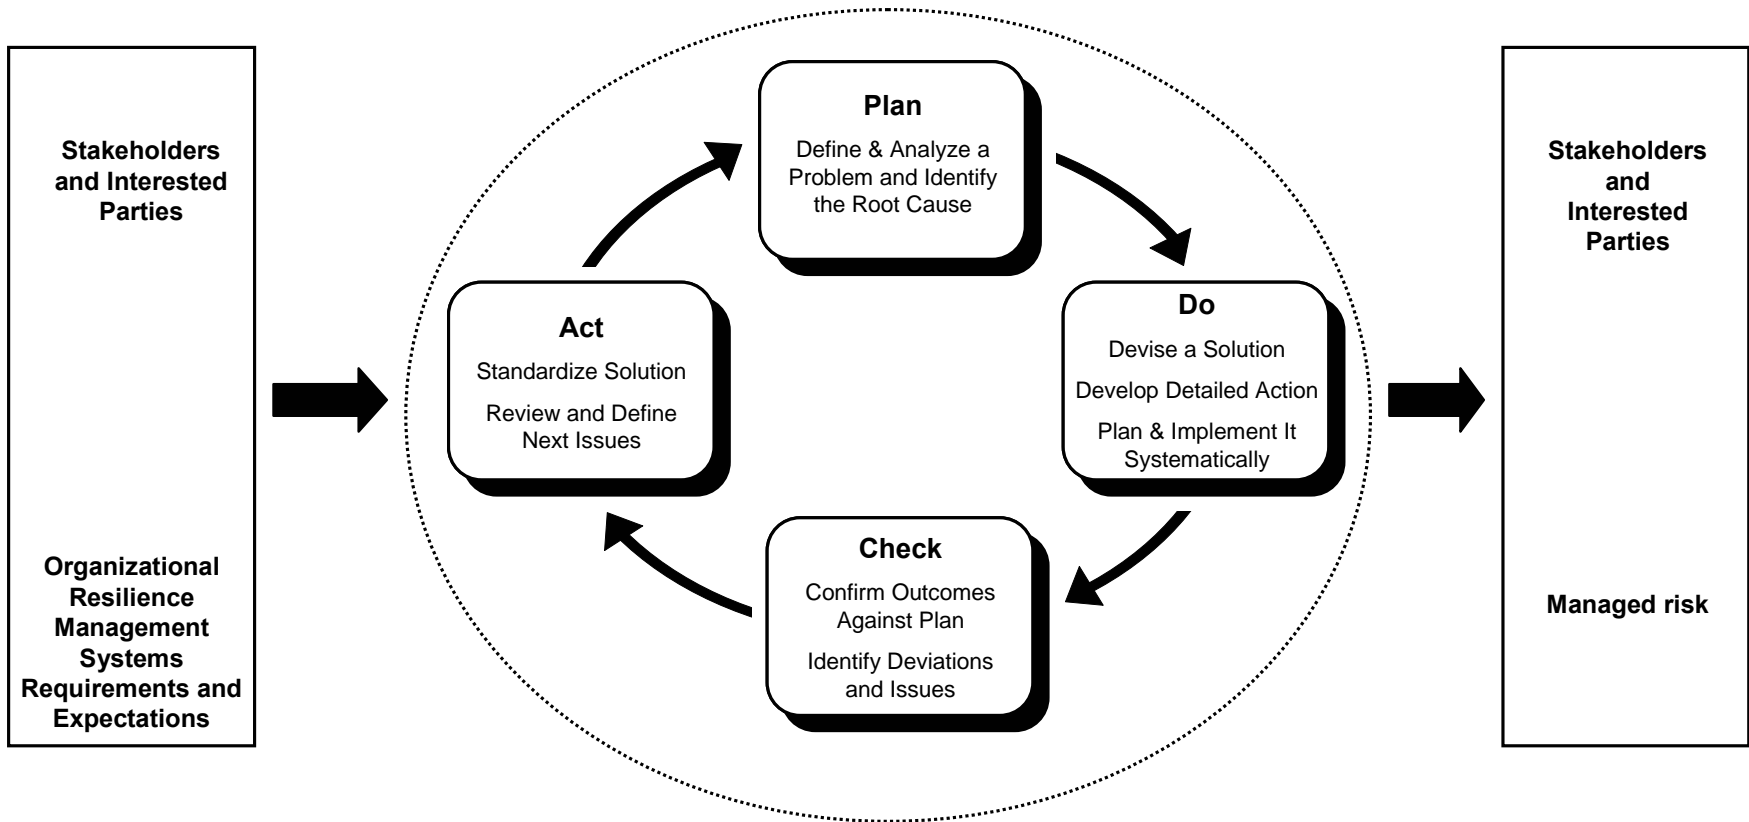 Stakeholders
and Interested
Parties
Organizational
Resilience
Management
Systems
Requirements and
Expectations
Plan
Define & Analyze a
Problem and Identify
the Root Cause
Do
Devise a Solution
Develop Detailed Action
Plan & Implement It
Systematically
Check
Confirm Outcomes
Against Plan
Identify Deviations
and Issues
Act
Standardize Solution
Review and Define
Next Issues
Stakeholders
and
Interested
Parties
Managed risk